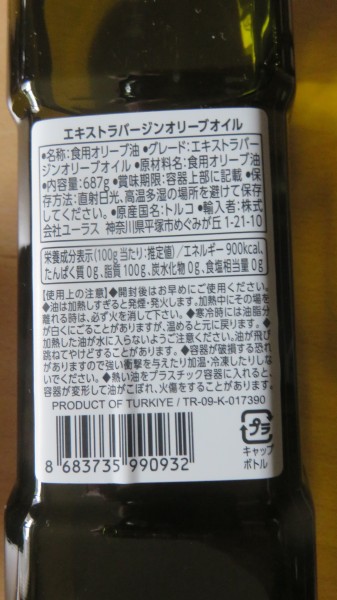 エキストラバージンオリーブオイル
•名称:食用オリーブ油 •グレード:エキストラバー
ジンオリーブオイル •原材料名:食用オリーブ油
•内容量:687g •賞味期限:容器上部に記載 •保
存方法:直射日光、高温多湿の場所を避けて保存
してください。•原産国名:トルコ •輸入者:株式
会社ユーラス 神奈川県平塚市めぐみが丘 1-21-10
栄養成分表示(100g当たり:推定値)/エネルギー 900kcal、
たんぱく質 0g、脂質 100g、炭水化物 0g、食塩相当量 0g
【使用上の注意】◆開封後はお早めにご使用ください。
◆油は加熱しすぎると発煙・発火します。加熱中にその場を
離れる時は、必ず火を消して下さい。◆寒冷時には油脂分
が白くにごることがありますが、温めると元に戻ります。◆
加熱した油が水に入らないようご注意ください。油が飛び
跳ねてやけどすることがあります。◆容器が破損する恐れ
がありますので強い衝撃を与えたり加温・冷凍したりしな
いでください。◆熱い油をプラスチック容器に入れると、
容器が変形して油がこぼれ、火傷をすることがあります。
PRODUCT OF TURKIYE / TR-09-K-017390
8 683735 990932
プラ
キャップ
ボトル